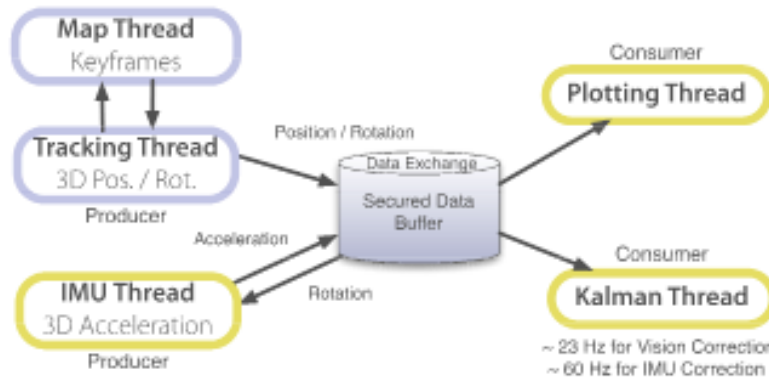 Map Thread
Keyframes
Tracking Thread
3D Pos. / Rot.
Producer
Position / Rotation
Data Exchange
Secured Data
Buffer
Acceleration
Rotation
IMU Thread
3D Acceleration
Producer
Consumer
Plotting Thread
Consumer
Kalman Thread
~ 23 Hz for Vision Correction
~ 60 Hz for IMU Correction